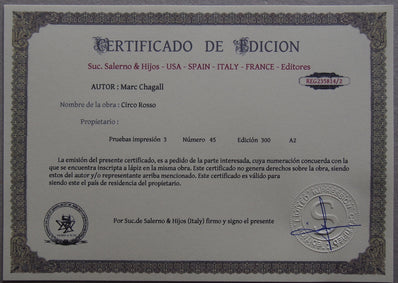 CERTIFICADO DE EDICION
Suc. Salerno & Hijos - USA - SPAIN - ITALY - FRANCE - Editores
REG235814/2
AUTOR : Marc Chagall
Nombre de la obra : Circo Rosso
Propietario :
Pruebas Impresión 3 Número 45 Edición 300 A2
La emisión del presente certificado, es a pedido de la parte interesada, cuya numeración concuerda con la
que se encuentra inscripta a lápiz en la misma obra. Este certificado no genera derechos sobre la obra, siendo
estos del autor y/o representante arriba mencionado. Este certificado es válido para
siendo este el país de residencia del propietario.
Por Suc.de Salerno & Hijos (Italy) firmo y signo el presente